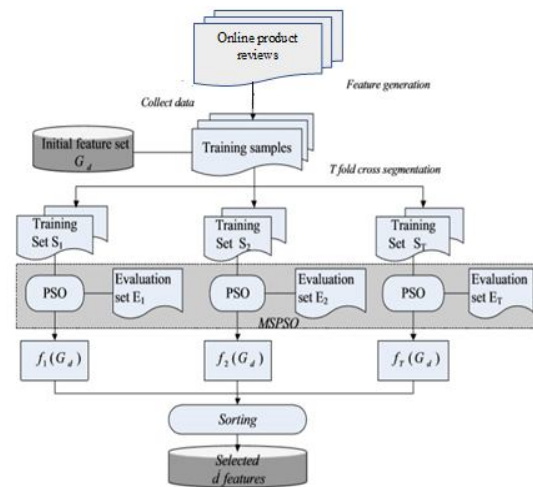 Online product
reviews
Feature generation
Collect data
Initial feature set
G_d
Training samples
T fold cross segmentation
Training
Set S_1
Training
Set S_2
Training
Set S_T
PSO
Evaluation
set E_1
PSO
Evaluation
set E_2
PSO
Evaluation
set E_T
MSPSO
f_1(G_d)
f_2(G_d)
f_T(G_d)
Sorting
Selected
d́ features